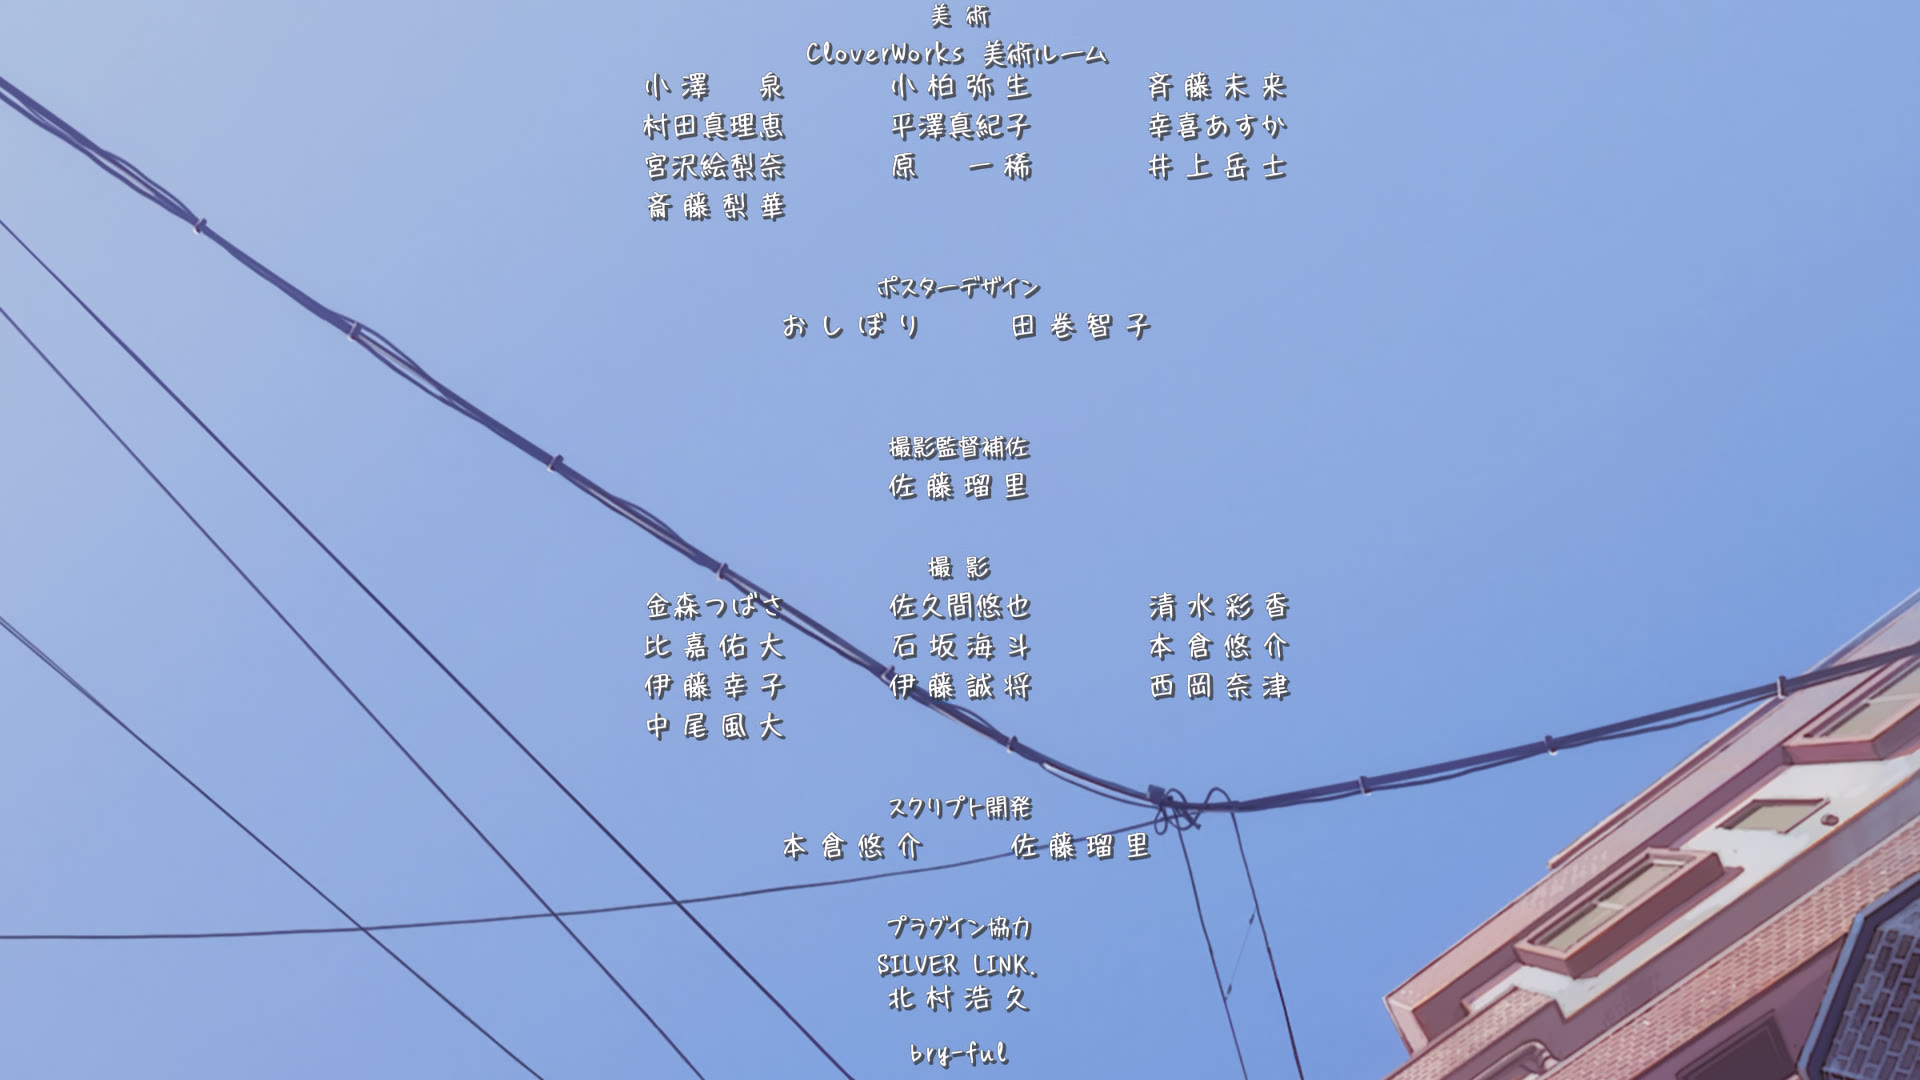 美術
CloverWorks 美術ルーム
小澤 泉 小柏弥生 斉藤未来
村田真理恵 平澤真紀子 幸喜あすか
宮沢絵梨奈 原 一稀 井上岳士
斎藤梨華
ポスターデザイン
おしぼり 田巻智子
撮影監督補佐
佐藤瑠里
撮影
金森つばさ 佐久間悠也 清水彩香
比嘉佑大 石坂海斗 本倉悠介
伊藤幸子 伊藤誠将 西岡奈津
中尾風大
スクリプト開発
本倉悠介 佐藤瑠里
プラグイン協力
SILVER LINK.
北村浩久
bry-ful